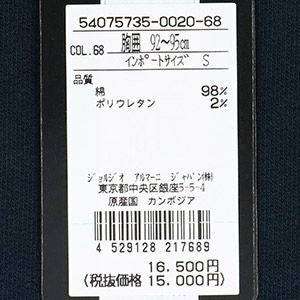 54075735-0020-68
COL.68 胸囲 92~95cm
インポートサイズ S
品質
綿 98%
ポリウレタン 2%
ジョルジオ アルマーニ ジャパン(株)
東京都中央区銀座5-5-4
原産国 カンボジア
4 529128 217689
16.500円
(税抜価格 15.000円)